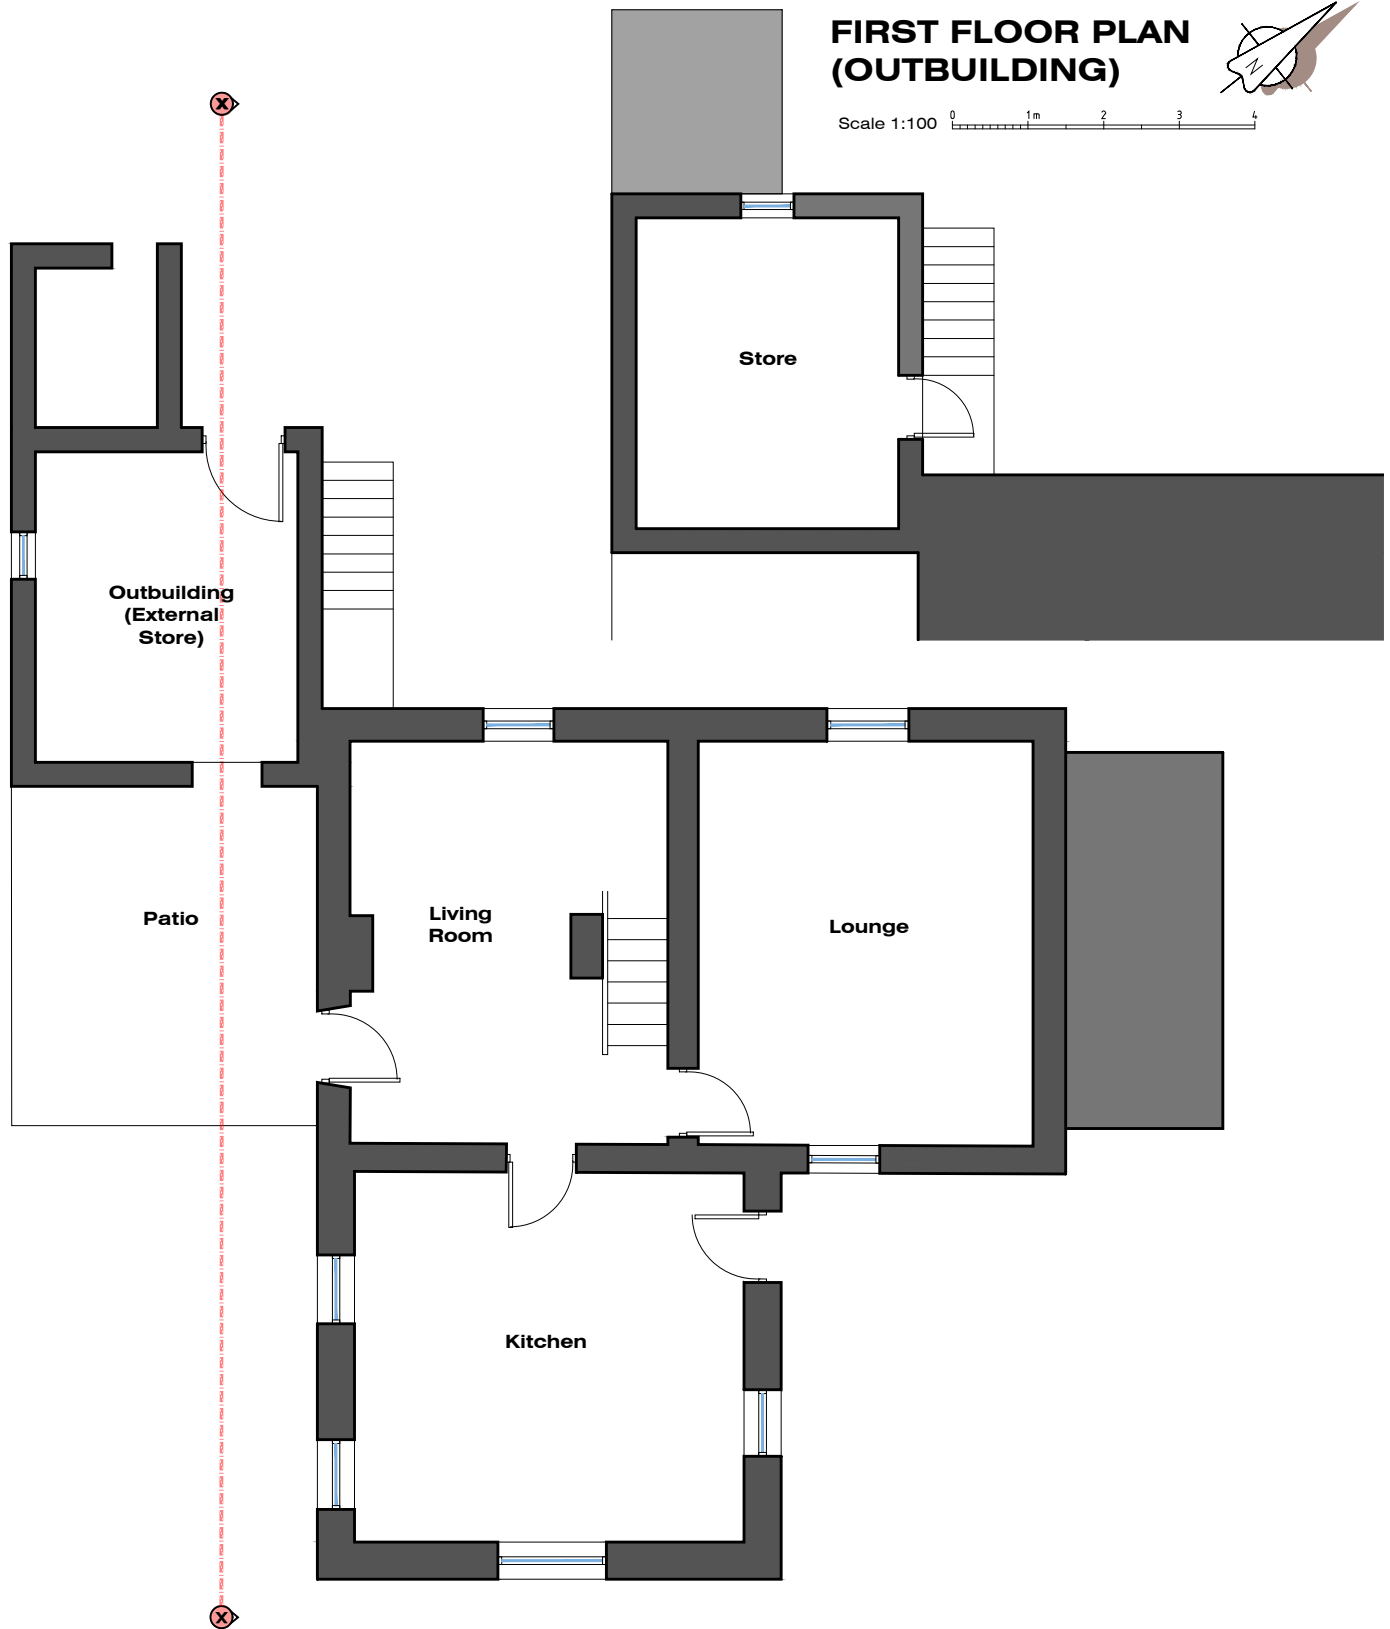 FIRST FLOOR PLAN
(OUTBUILDING)
N
Scale 1:100
0 1m 2 3 4
X
Store
Outbuilding
(External
Store)
Patio
Living
Room
Lounge
Kitchen
X